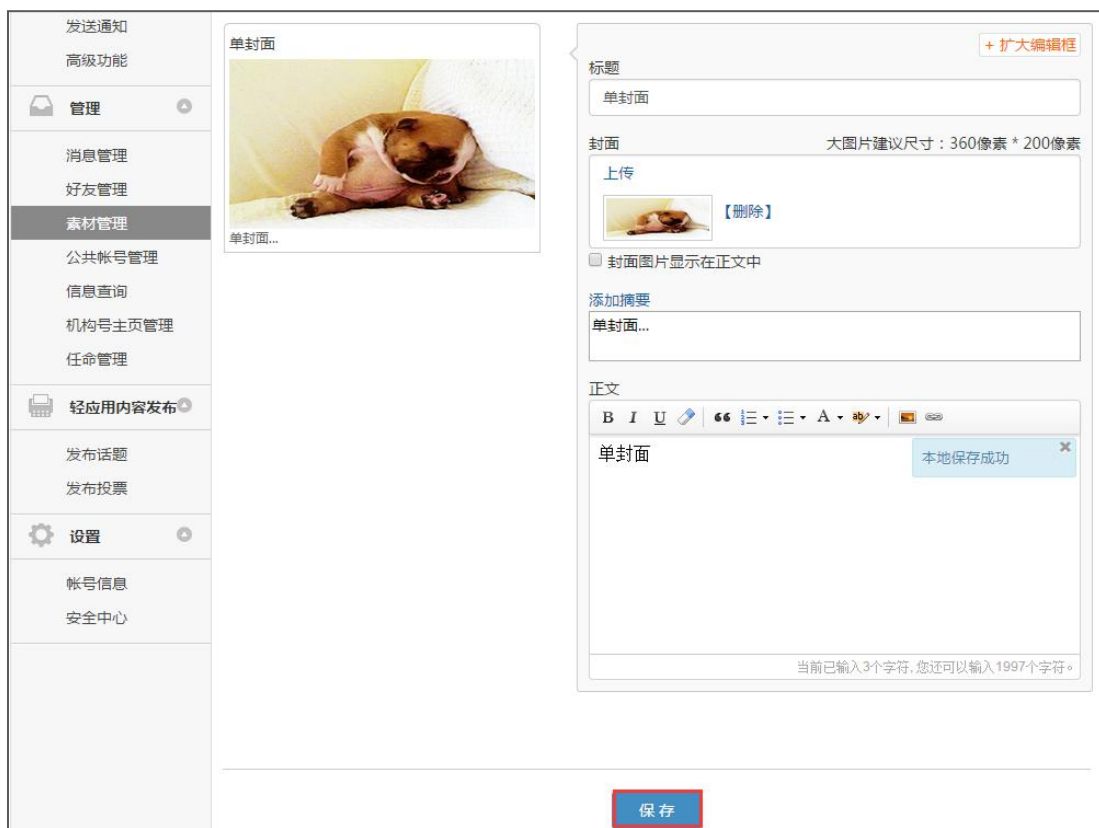 发送通知
高级功能
管理
消息管理
好友管理
素材管理
公共帐号管理
信息查询
机构号主页管理
任命管理
轻应用内容发布
发布话题
发布投票
设置
帐号信息
安全中心
单封面
单封面...
+ 扩大编辑框
标题
单封面
封面 大图片建议尺寸：360像素 * 200像素
上传
【删除】
封面图片显示在正文中
添加摘要
单封面...
正文
B I U A ab
单封面
本地保存成功
当前已输入3个字符, 您还可以输入1997个字符。
保存